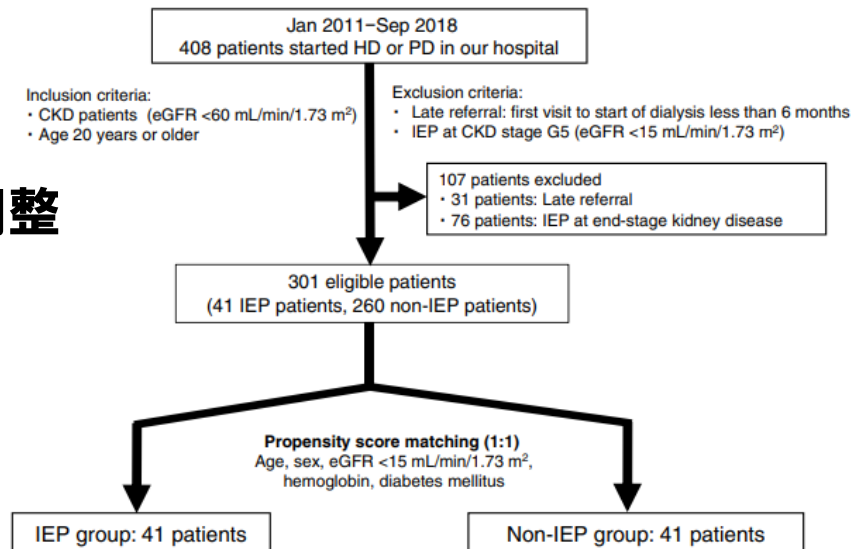 Jan 2011−Sep 2018
408 patients started HD or PD in our hospital
Inclusion criteria:
・CKD patients (eGFR <60 mL/min/1.73 m²)
・Age 20 years or older
Exclusion criteria:
・Late referral: first visit to start of dialysis less than 6 months
・IEP at CKD stage G5 (eGFR <15 mL/min/1.73 m²)
107 patients excluded
・31 patients: Late referral
・76 patients: IEP at end-stage kidney disease
整
301 eligible patients
(41 IEP patients, 260 non-IEP patients)
Propensity score matching (1:1)
Age, sex, eGFR <15 mL/min/1.73 m²,
hemoglobin, diabetes mellitus
IEP group: 41 patients
Non-IEP group: 41 patients